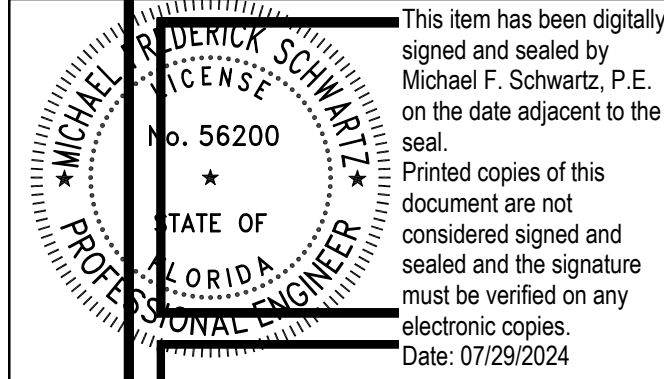 MICHAEL FREDERICK SCHWARTZ
LICENSE
No. 56200
STATE OF
FLORIDA
PROFESSIONAL ENGINEER
This item has been digitally
signed and sealed by
Michael F. Schwartz, P.E.
on the date adjacent to the
seal.
Printed copies of this
document are not
considered signed and
sealed and the signature
must be verified on any
electronic copies.
Date: 07/29/2024